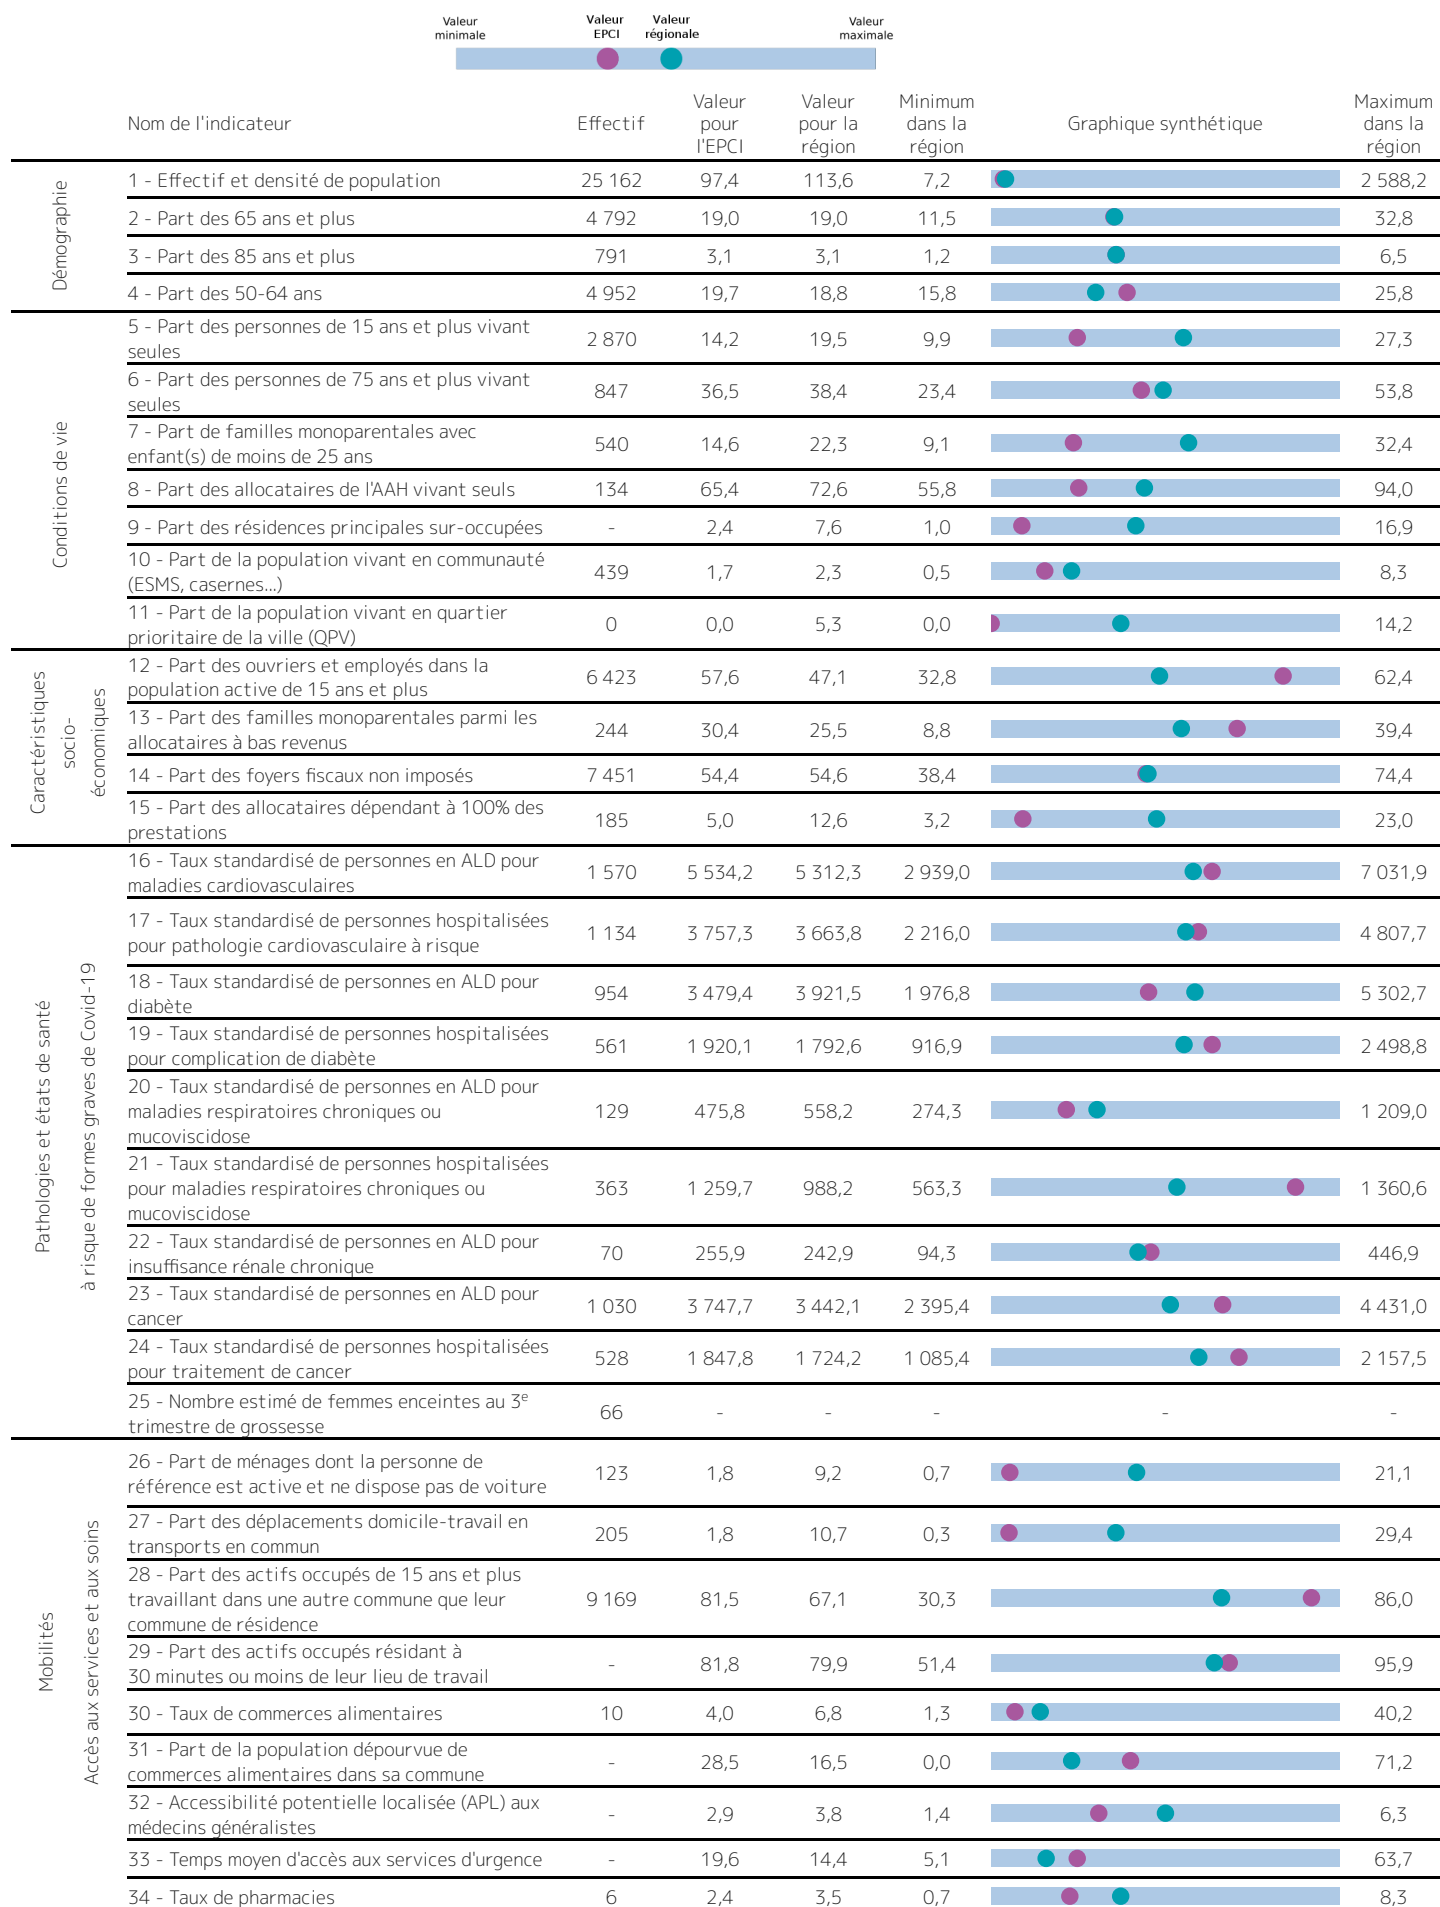 Valeur
minimale
Valeur
EPCI
Valeur
régionale
Valeur
maximale
Nom de l'indicateur
Effectif
Valeur
pour
l'EPCI
Valeur
pour la
région
Minimum
dans la
région
Graphique synthétique
Maximum
dans la
région
Démographie
1 - Effectif et densité de population 25 162 97,4 113,6 7,2 2 588,2
2 - Part des 65 ans et plus 4 792 19,0 19,0 11,5 32,8
3 - Part des 85 ans et plus 791 3,1 3,1 1,2 6,5
4 - Part des 50-64 ans 4 952 19,7 18,8 15,8 25,8
Conditions de vie
5 - Part des personnes de 15 ans et plus vivant
seules 2 870 14,2 19,5 9,9 27,3
6 - Part des personnes de 75 ans et plus vivant
seules 847 36,5 38,4 23,4 53,8
7 - Part de familles monoparentales avec
enfant(s) de moins de 25 ans 540 14,6 22,3 9,1 32,4
8 - Part des allocataires de l'AAH vivant seuls 134 65,4 72,6 55,8 94,0
9 - Part des résidences principales sur-occupées - 2,4 7,6 1,0 16,9
10 - Part de la population vivant en communauté
(ESMS, casernes...) 439 1,7 2,3 0,5 8,3
11 - Part de la population vivant en quartier
prioritaire de la ville (QPV) 0 0,0 5,3 0,0 14,2
Caractéristiques
socio-
économiques
12 - Part des ouvriers et employés dans la
population active de 15 ans et plus 6 423 57,6 47,1 32,8 62,4
13 - Part des familles monoparentales parmi les
allocataires à bas revenus 244 30,4 25,5 8,8 39,4
14 - Part des foyers fiscaux non imposés 7 451 54,4 54,6 38,4 74,4
15 - Part des allocataires dépendant à 100% des
prestations 185 5,0 12,6 3,2 23,0
Pathologies et états de santé
à risque de formes graves de Covid-19
16 - Taux standardisé de personnes en ALD pour
maladies cardiovasculaires 1 570 5 534,2 5 312,3 2 939,0 7 031,9
17 - Taux standardisé de personnes hospitalisées
pour pathologie cardiovasculaire à risque 1 134 3 757,3 3 663,8 2 216,0 4 807,7
18 - Taux standardisé de personnes en ALD pour
diabète 954 3 479,4 3 921,5 1 976,8 5 302,7
19 - Taux standardisé de personnes hospitalisées
pour complication de diabète 561 1 920,1 1 792,6 916,9 2 498,8
20 - Taux standardisé de personnes en ALD pour
maladies respiratoires chroniques ou
mucoviscidose 129 475,8 558,2 274,3 1 209,0
21 - Taux standardisé de personnes hospitalisées
pour maladies respiratoires chroniques ou
mucoviscidose 363 1 259,7 988,2 563,3 1 360,6
22 - Taux standardisé de personnes en ALD pour
insuffisance rénale chronique 70 255,9 242,9 94,3 446,9
23 - Taux standardisé de personnes en ALD pour
cancer 1 030 3 747,7 3 442,1 2 395,4 4 431,0
24 - Taux standardisé de personnes hospitalisées
pour traitement de cancer 528 1 847,8 1 724,2 1 085,4 2 157,5
25 - Nombre estimé de femmes enceintes au 3e
trimestre de grossesse 66 - - - - -
Mobilités
Accès aux services et aux soins
26 - Part de ménages dont la personne de
référence est active et ne dispose pas de voiture 123 1,8 9,2 0,7 21,1
27 - Part des déplacements domicile-travail en
transports en commun 205 1,8 10,7 0,3 29,4
28 - Part des actifs occupés de 15 ans et plus
travaillant dans une autre commune que leur
commune de résidence 9 169 81,5 67,1 30,3 86,0
29 - Part des actifs occupés résidant à
30 minutes ou moins de leur lieu de travail - 81,8 79,9 51,4 95,9
30 - Taux de commerces alimentaires 10 4,0 6,8 1,3 40,2
31 - Part de la population dépourvue de
commerces alimentaires dans sa commune - 28,5 16,5 0,0 71,2
32 - Accessibilité potentielle localisée (APL) aux
médecins généralistes - 2,9 3,8 1,4 6,3
33 - Temps moyen d'accès aux services d'urgence - 19,6 14,4 5,1 63,7
34 - Taux de pharmacies 6 2,4 3,5 0,7 8,3